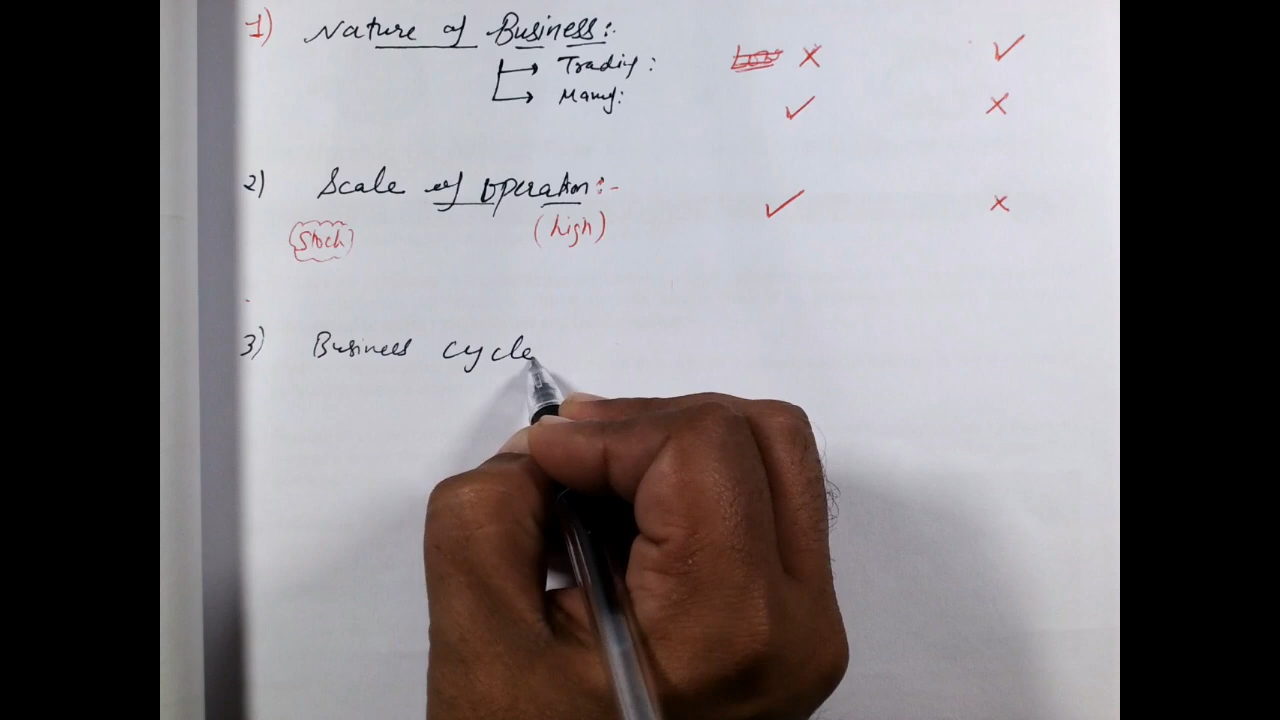 1) Nature of Business:
→ Trading : ✗ ✓
→ Manuf: ✓ ✗
2) Scale of operation:- ✓ ✗
(Stock) (high)
3) Business cycle